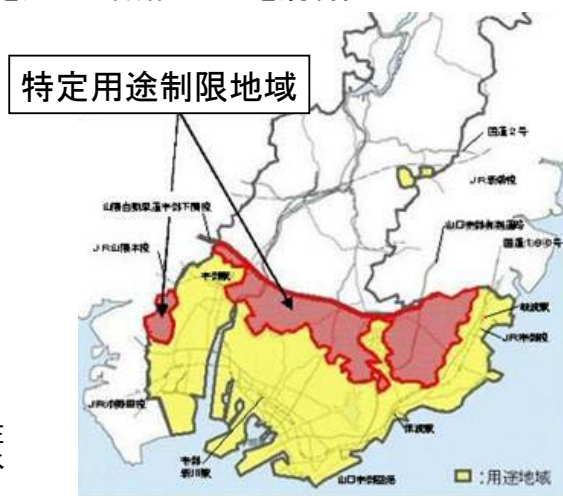 特定用途制限地域
国道2号
JR新幹線
山陽自動車道宇部下関線
山口宇部有料道路
JR山陽本線
国道190号
宇部駅
岐波駅
JR宇部線
JR小野田線
床波駅
宇部
新川駅
山口宇部空港
:用途地域